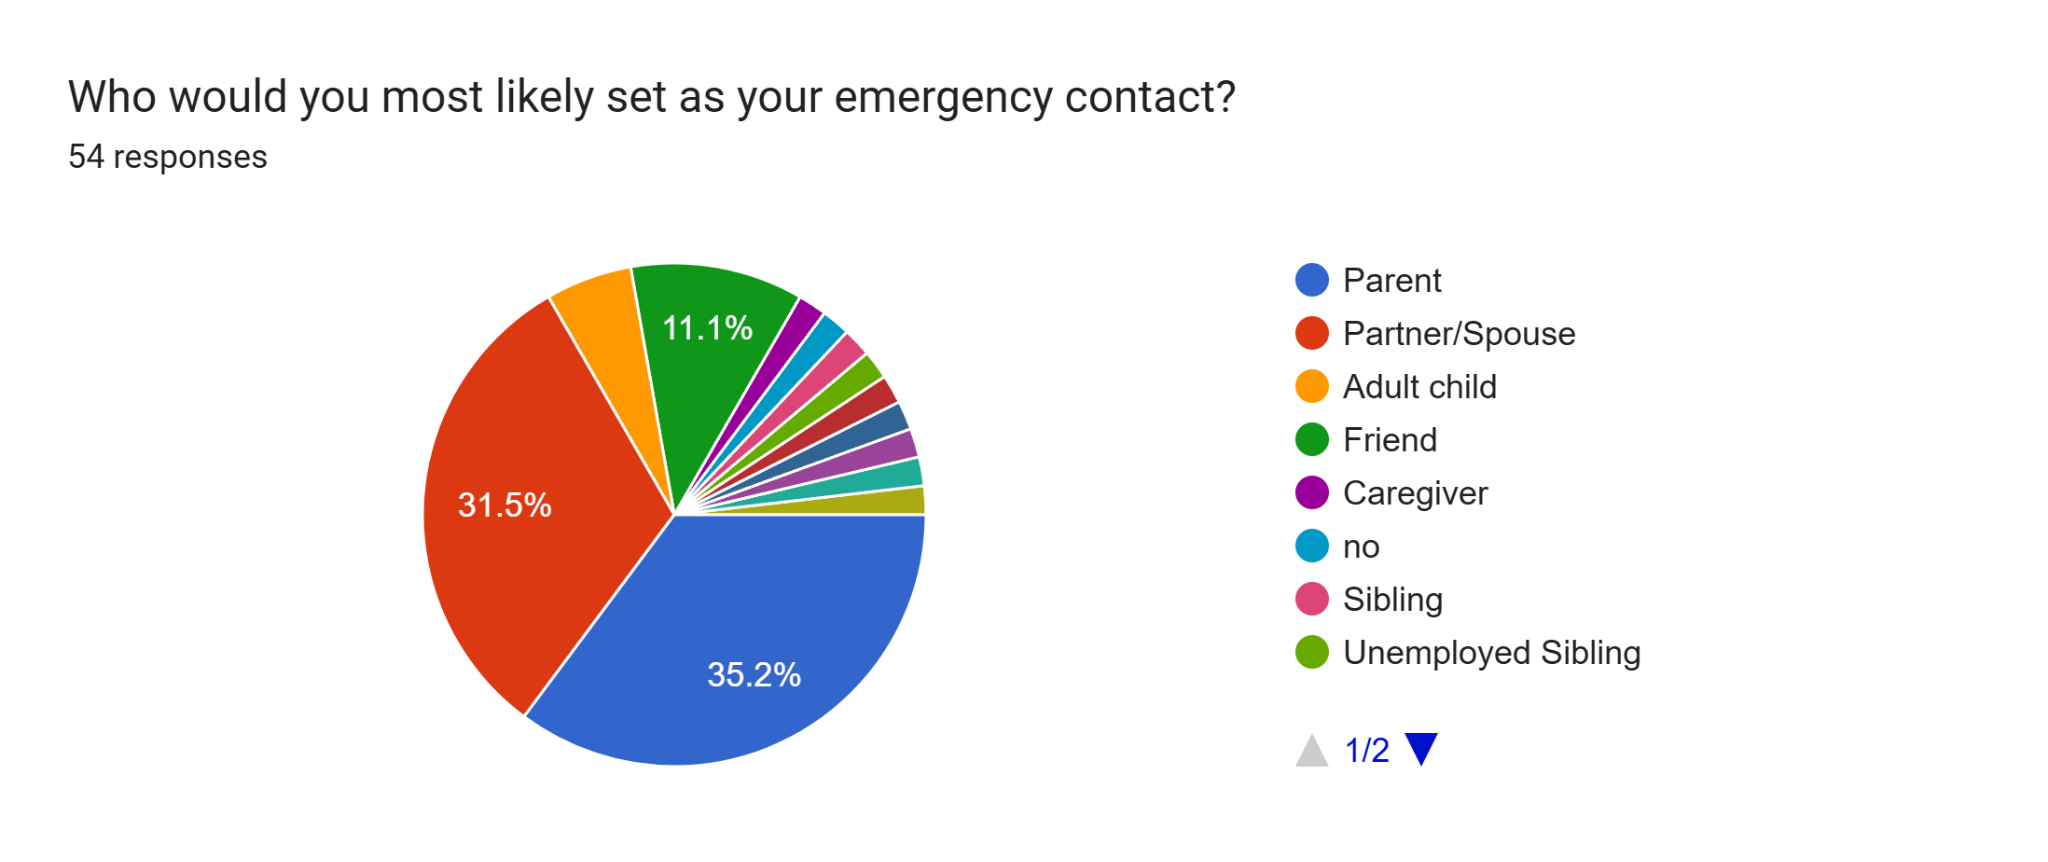 Who would you most likely set as your emergency contact?
54 responses
11.1%
31.5%
35.2%
Parent
Partner/Spouse
Adult child
Friend
Caregiver
no
Sibling
Unemployed Sibling
1/2